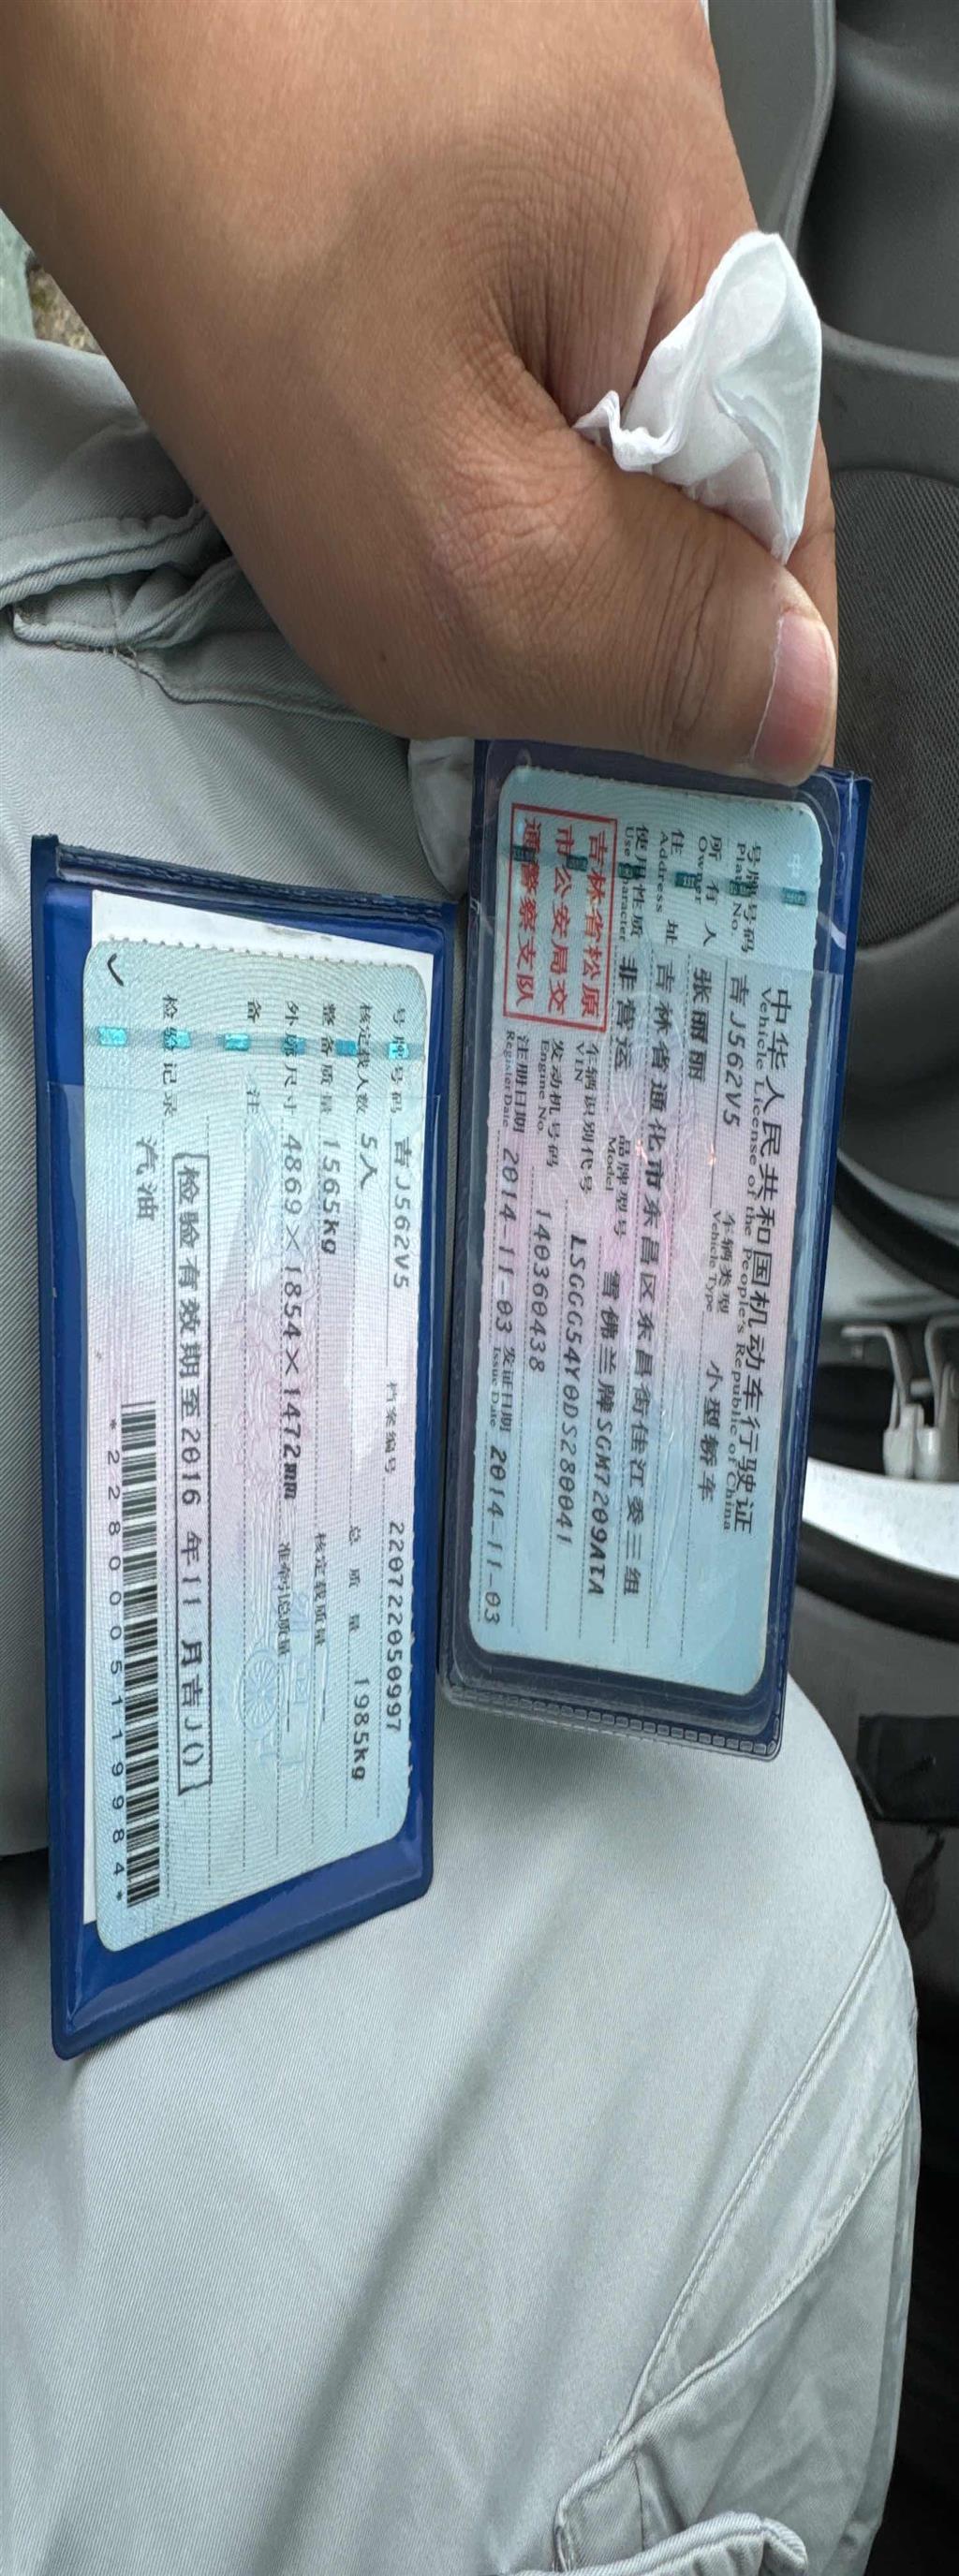 中华人民共和国机动车行驶证
Vehicle License of the People's Republic of China
号牌号码 吉J562V5 车辆类型 小型轿车
Plate No. Vehicle Type
所有人 张丽丽
Owner
住址 吉林省通化市东昌区东昌街佳江委三组
Address
使用性质 非营运 品牌型号 雪佛兰牌SGM7209ATA
Use Character Model
吉林省松原
市公安局交
通警察支队
车辆识别代号 LSGGG54Y0DS280041
VIN
发动机号码 140360438
Engine No.
注册日期 2014-11-03 发证日期 2014-11-03
Register Date Issue Date
号牌号码 吉J562V5 档案编号 220722050997
核定载人数 5人 总质量 1985kg
整备质量 1565kg 核定载质量
外廓尺寸 4869×1854×1472mm 准牵引总质量
备注
检验有效期至2016年11月吉J()
检验记录
汽油
*2280005119984*